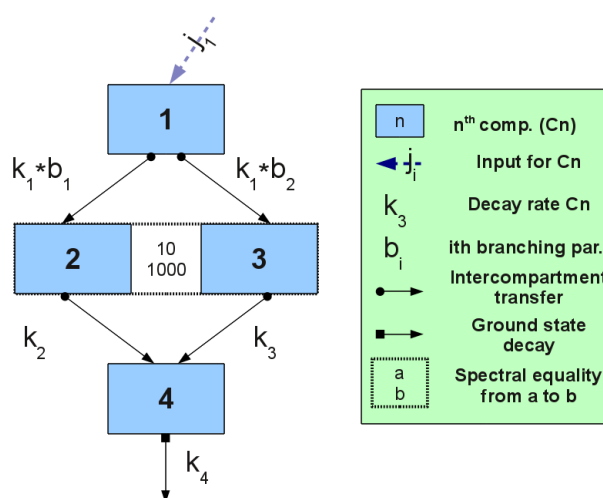 j1
1
k1*b1
k1*b2
2
10
1000
3
k2
k3
4
k4
n
nth comp. (Cn)
ji
Input for Cn
k3
Decay rate Cn
bi
ith branching par.
Intercompartment
transfer
Ground state
decay
a
b
Spectral equality
from a to b